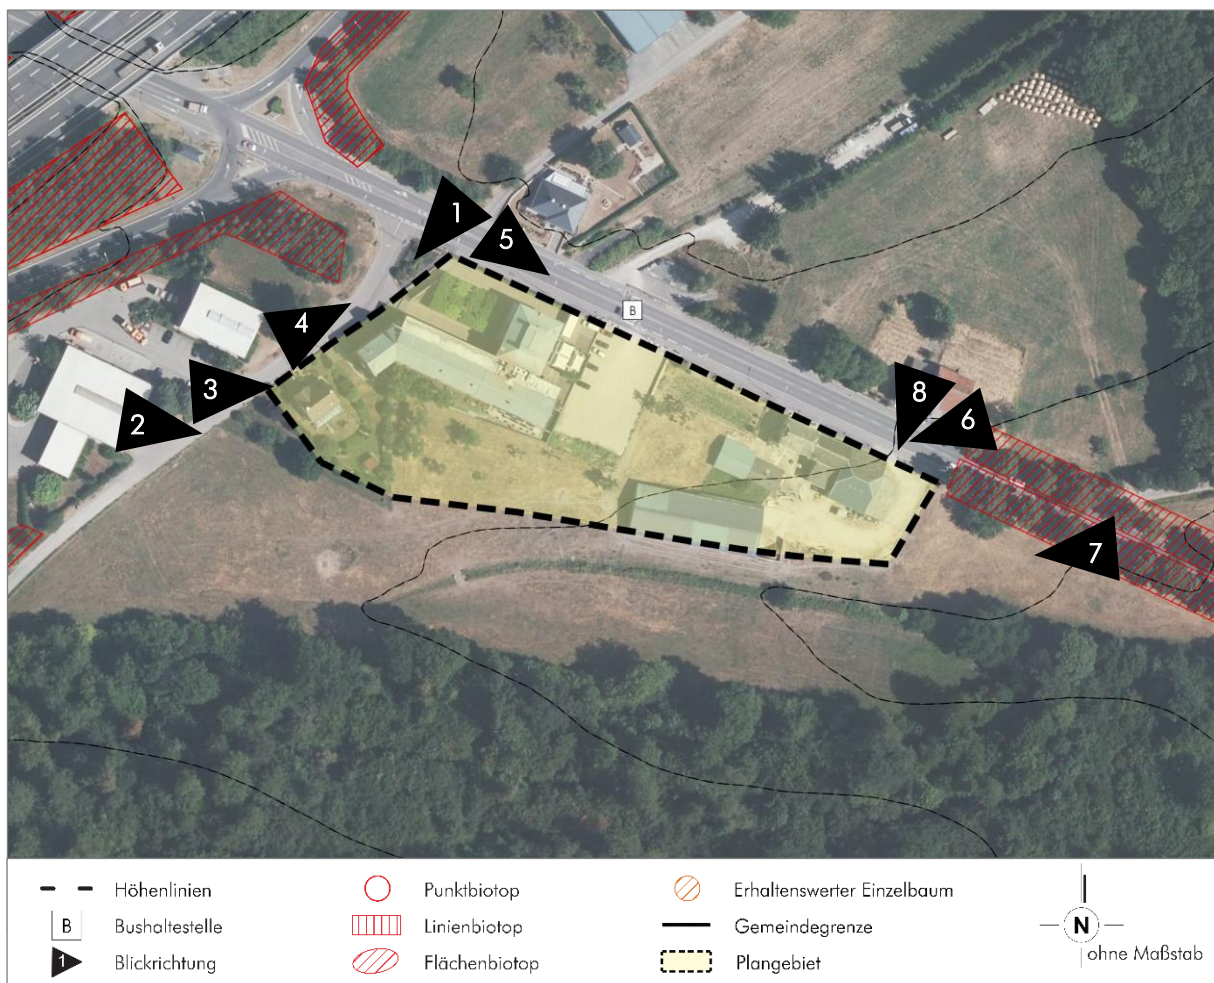 1
5
B
4
3
2
8
6
7
Höhenlinien
Punktbiotop
Erhaltenswerter Einzelbaum
B
Bushaltestelle
Linienbiotop
Gemeindegrenze
N
1
Blickrichtung
Flächenbiotop
Plangebiet
ohne Maßstab